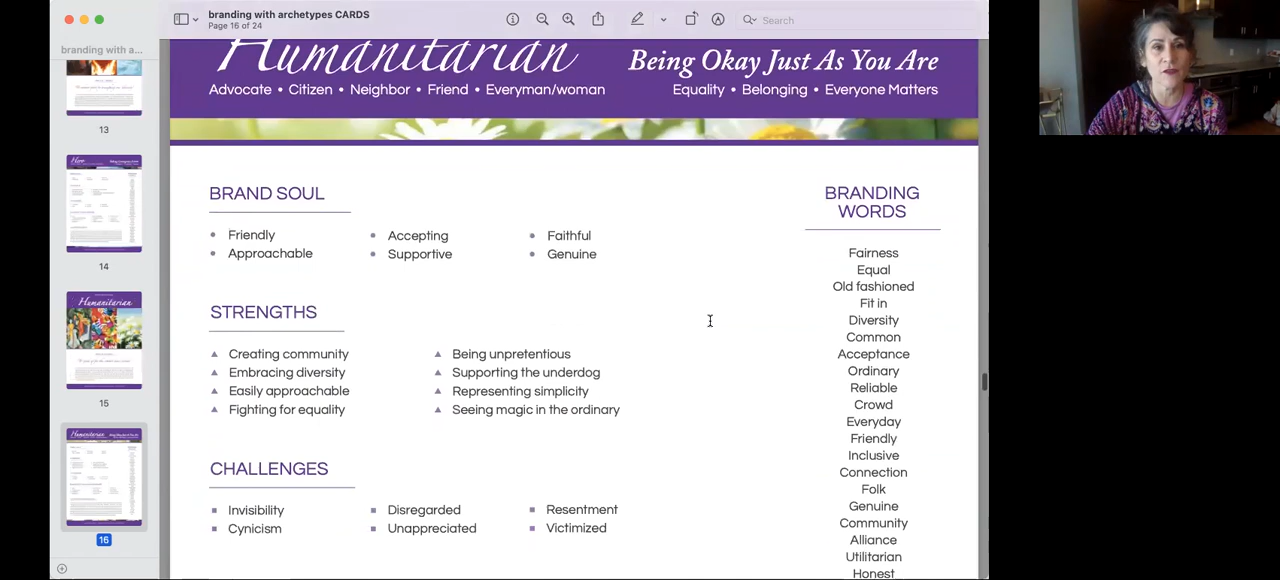 branding with archetypes CARDS
Page 16 of 24
Search
branding with a...
13
14
Humanitarian
15
Humanitarian
16
Humanitarian
Being Okay Just As You Are
Advocate • Citizen • Neighbor • Friend • Everyman/woman
Equality • Belonging • Everyone Matters
BRAND SOUL
Friendly
Accepting
Faithful
Approachable
Supportive
Genuine
STRENGTHS
Creating community
Being unpretentious
Embracing diversity
Supporting the underdog
Easily approachable
Representing simplicity
Fighting for equality
Seeing magic in the ordinary
CHALLENGES
Invisibility
Disregarded
Resentment
Cynicism
Unappreciated
Victimized
BRANDING
WORDS
Fairness
Equal
Old fashioned
Fit in
Diversity
Common
Acceptance
Ordinary
Reliable
Crowd
Everyday
Friendly
Inclusive
Connection
Folk
Genuine
Community
Alliance
Utilitarian
Honest